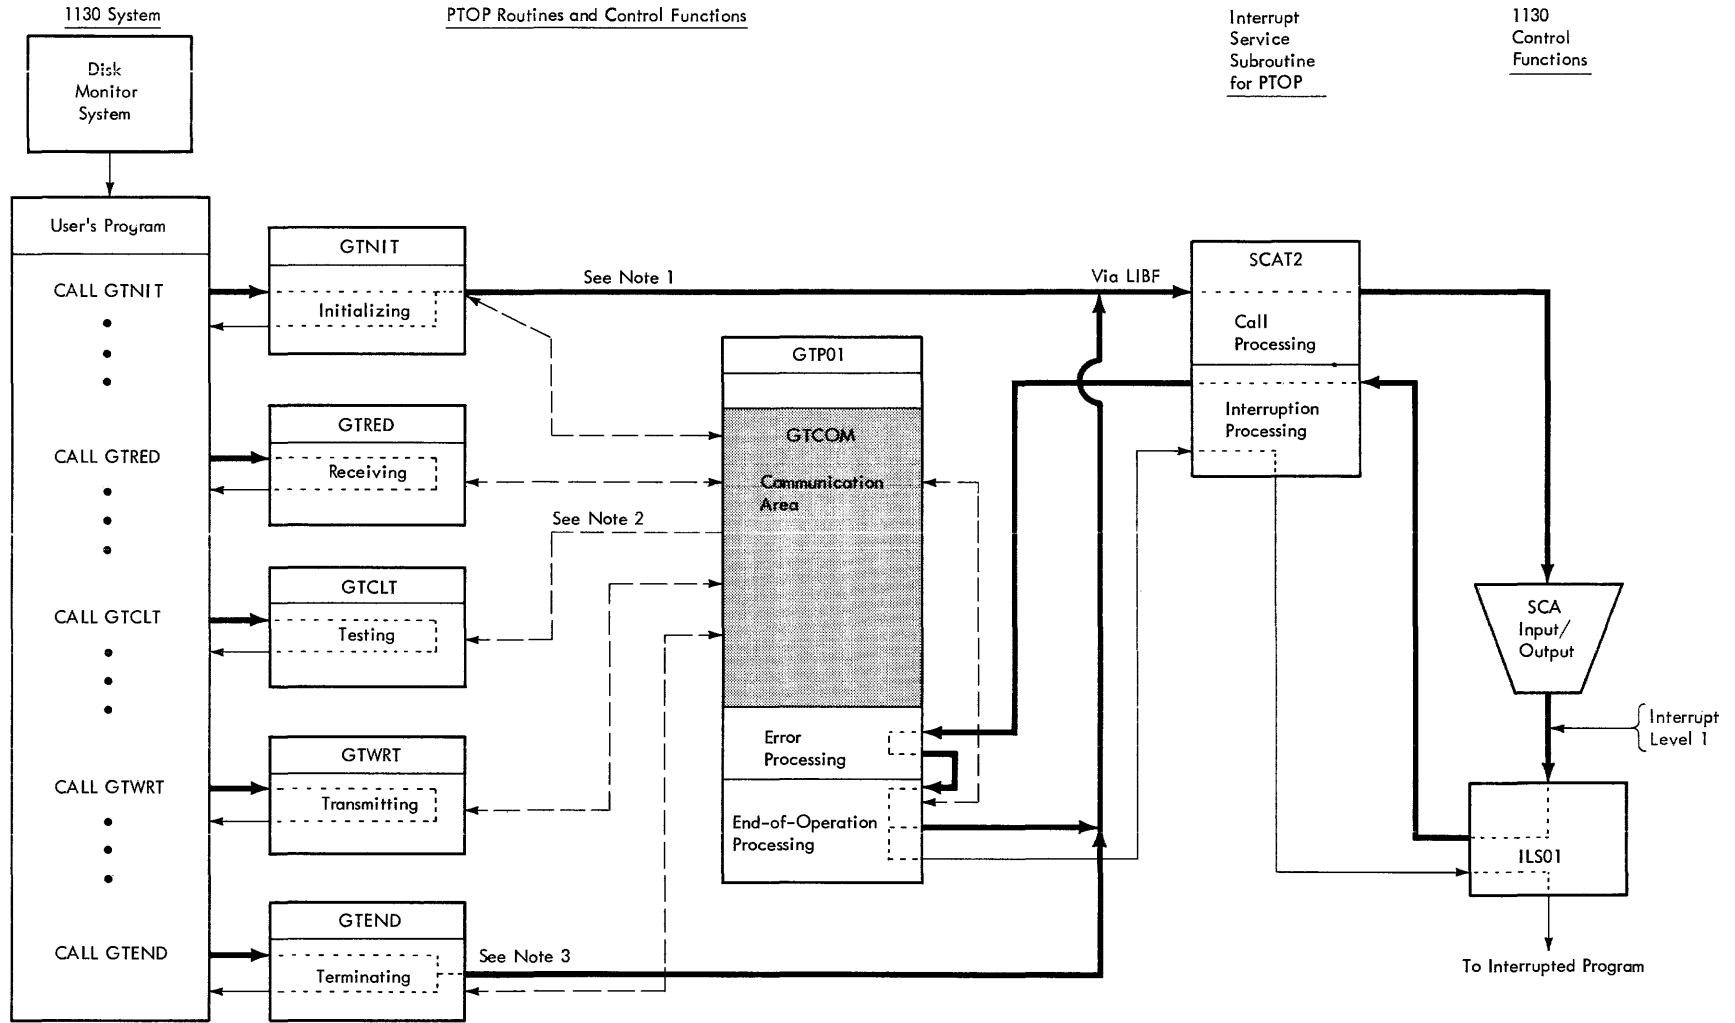 1130 System
PTOP Routines and Control Functions
Interrupt
Service
Subroutine
for PTOP
1130
Control
Functions
Disk
Monitor
System
User's Program
CALL GTNIT
CALL GTRED
CALL GTCLT
CALL GTWRT
CALL GTEND
GTNIT
Initializing
GTRED
Receiving
GTCLT
Testing
GTWRT
Transmitting
GTEND
Terminating
See Note 1
Via LIBF
See Note 2
See Note 3
GTP01
GTCOM
Communication
Area
Error
Processing
End-of-Operation
Processing
SCAT2
Call
Processing
Interruption
Processing
SCA
Input/
Output
Interrupt
Level 1
ILS01
To Interrupted Program